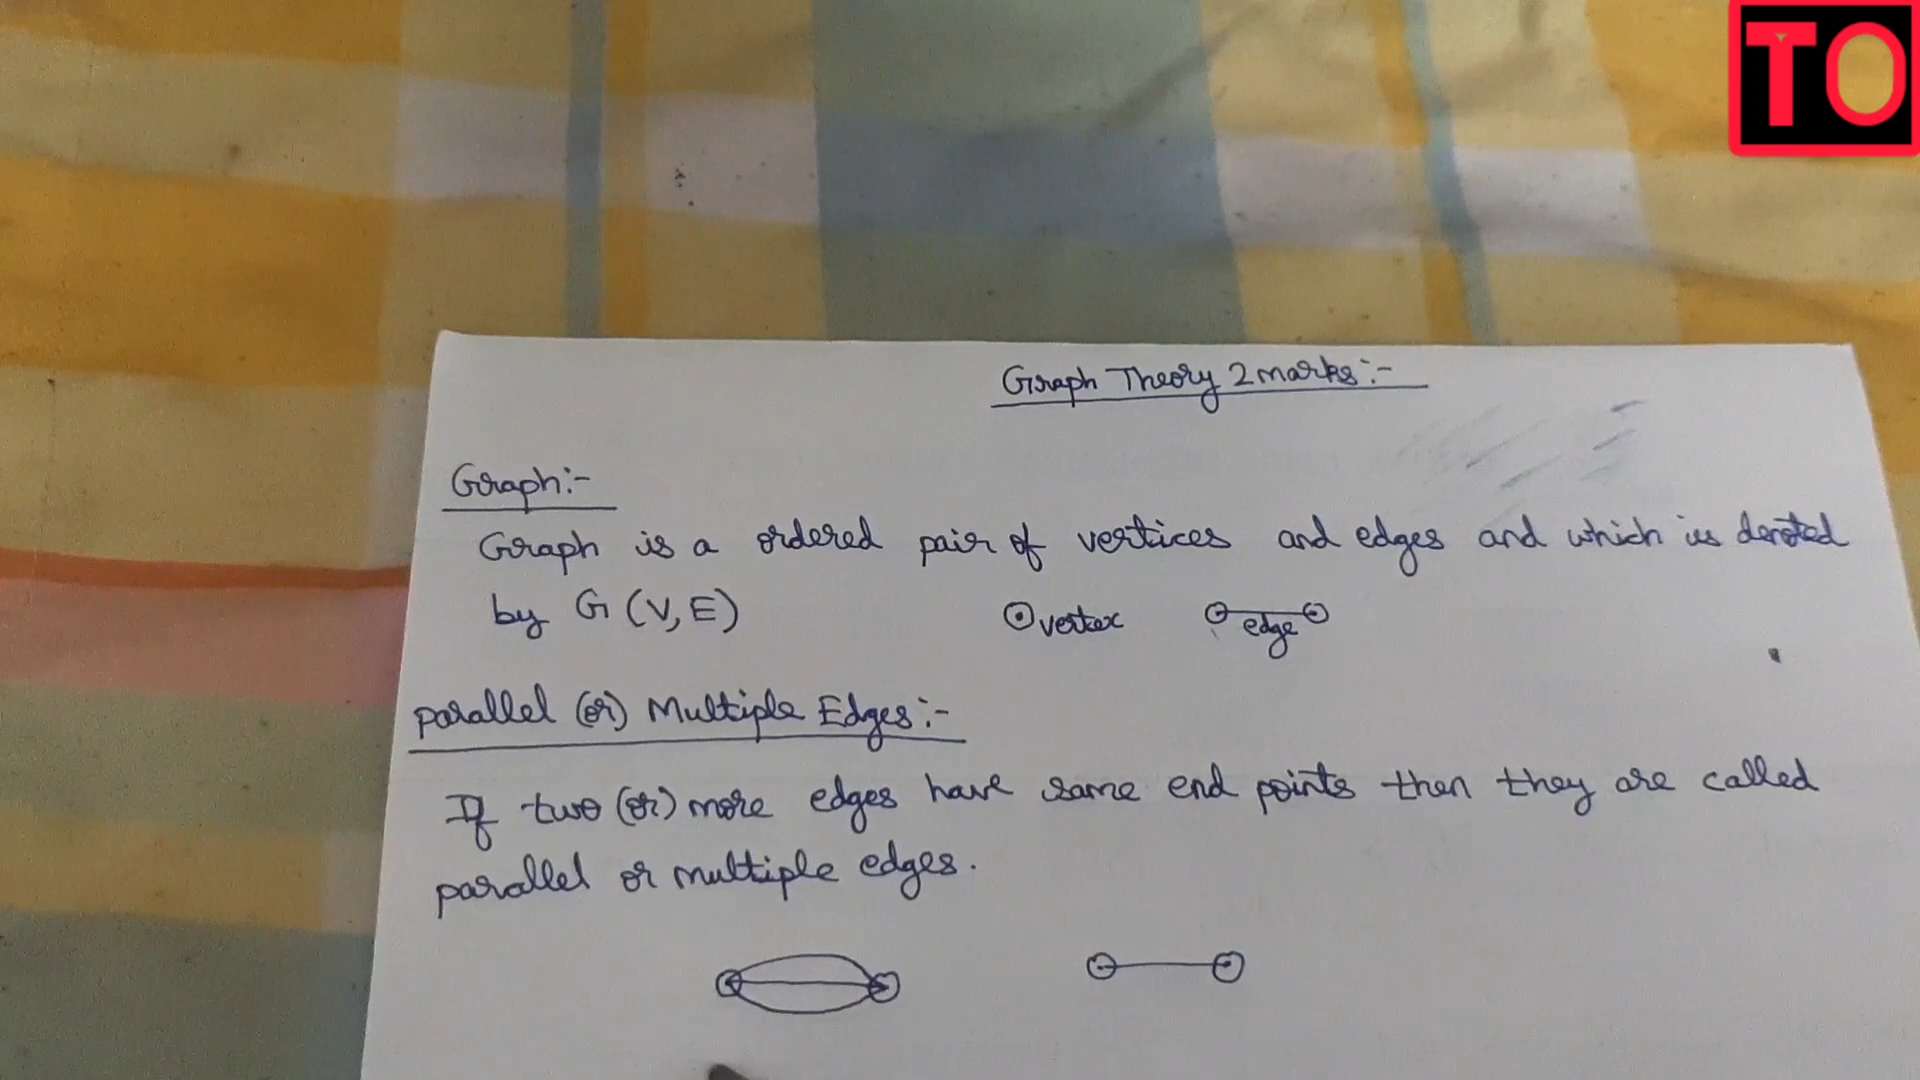 TO
Graph Theory 2 marks:-
Graph:-
Graph is a ordered pair of vertices and edges and which is denoted
by G (V, E) vertex edge
parallel (or) Multiple Edges:-
If two (or) more edges have same end points then they are called
parallel or multiple edges.